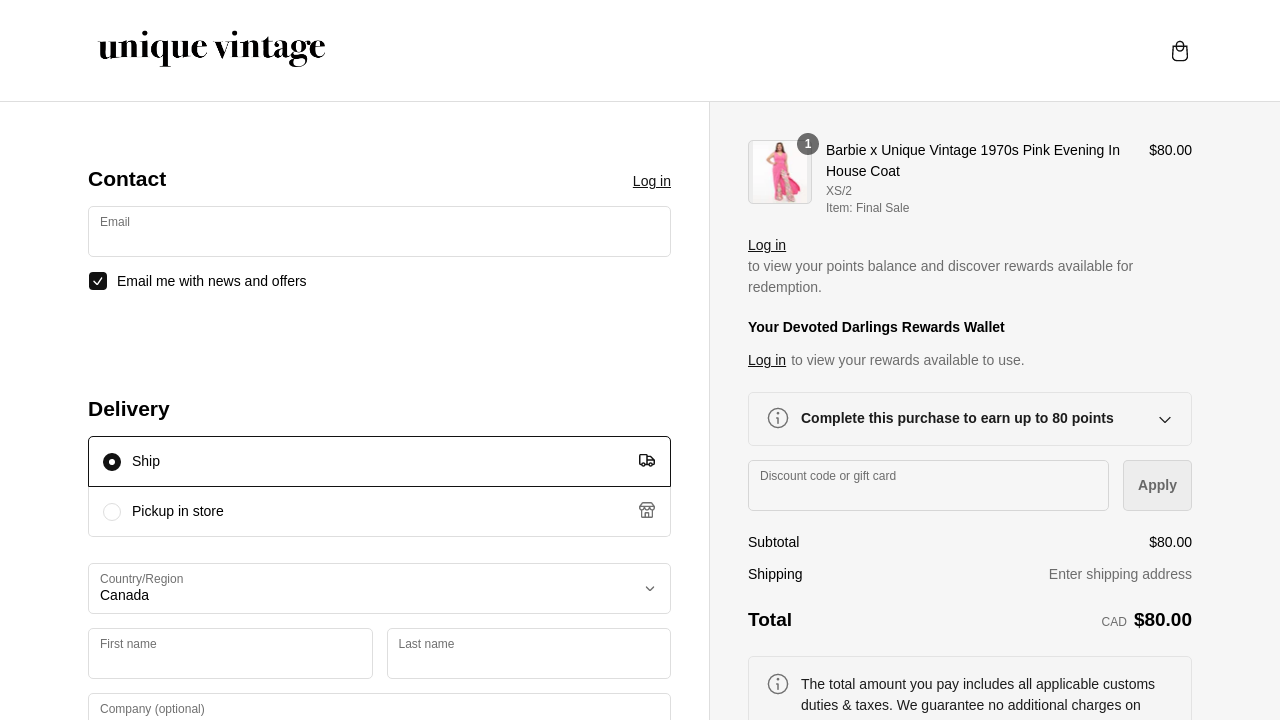 unique vintage
Contact
Log in
Email
Email me with news and offers
Delivery
Ship
Pickup in store
Country/Region
Canada
First name
Last name
Company (optional)
1
Barbie x Unique Vintage 1970s Pink Evening In
House Coat
XS/2
Item: Final Sale
$80.00
Log in
to view your points balance and discover rewards available for
redemption.
Your Devoted Darlings Rewards Wallet
Log in to view your rewards available to use.
Complete this purchase to earn up to 80 points
Discount code or gift card
Apply
Subtotal
$80.00
Shipping
Enter shipping address
Total
CAD $80.00
The total amount you pay includes all applicable customs
duties & taxes. We guarantee no additional charges on